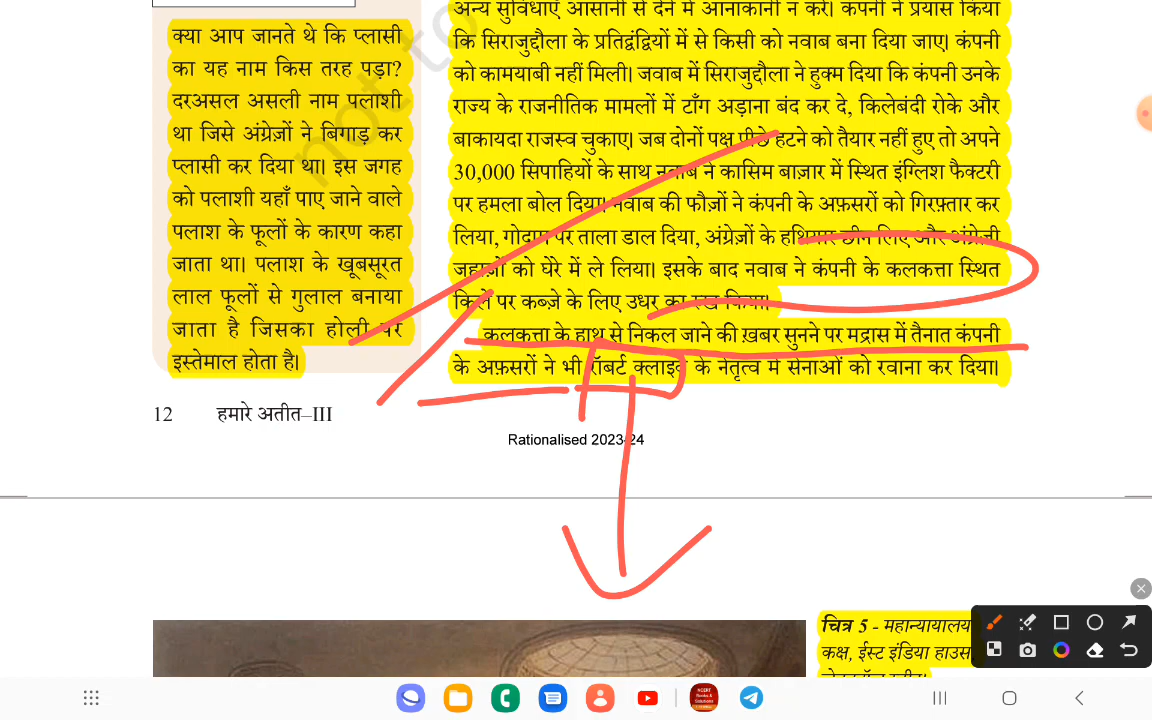 क्या आप जानते थे कि प्लासी
का यह नाम किस तरह पड़ा?
दरअसल असली नाम पलाशी
था जिसे अंग्रेज़ों ने बिगाड़ कर
प्लासी कर दिया था। इस जगह
को पलाशी यहाँ पाए जाने वाले
पलाश के फूलों के कारण कहा
जाता था। पलाश के खूबसूरत
लाल फूलों से गुलाल बनाया
जाता है जिसका होली पर
इस्तेमाल होता है।
अन्य सुविधाएँ आसानी से देने में आनाकानी न करे। कंपनी ने प्रयास किया
कि सिराजुद्दौला के प्रतिद्वंद्वियों में से किसी को नवाब बना दिया जाए। कंपनी
को कामयाबी नहीं मिली। जवाब में सिराजुद्दौला ने हुक्म दिया कि कंपनी उनके
राज्य के राजनीतिक मामलों में टाँग अड़ाना बंद कर दे, किलेबंदी रोके और
बाकायदा राजस्व चुकाए। जब दोनों पक्ष पीछे हटने को तैयार नहीं हुए तो अपने
30,000 सिपाहियों के साथ नवाब ने कासिम बाज़ार में स्थित इंग्लिश फैक्टरी
पर हमला बोल दिया। नवाब की फौज़ों ने कंपनी के अफ़सरों को गिरफ़्तार कर
लिया, गोदाम पर ताला डाल दिया, अंग्रेज़ों के हथियार छीन लिए और अंग्रेज़ी
जहाज़ों को घेरे में ले लिया। इसके बाद नवाब ने कंपनी के कलकत्ता स्थित
किले पर कब्ज़े के लिए उधर का रुख किया।
कलकत्ता के हाथ से निकल जाने की ख़बर सुनने पर मद्रास में तैनात कंपनी
के अफ़सरों ने भी रॉबर्ट क्लाइव के नेतृत्व में सेनाओं को रवाना कर दिया।
12 हमारे अतीत–III
Rationalised 2023-24
not to
चित्र 5 - महान्यायालय
कक्ष, ईस्ट इंडिया हाउस